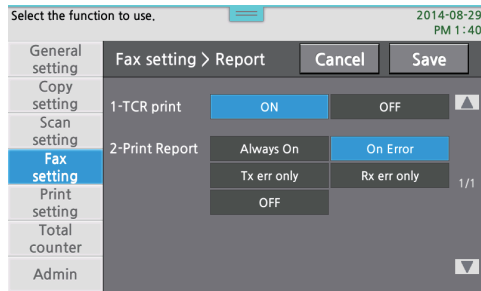 Select the function to use.
2014-08-29
PM 1:40
General
setting
Copy
setting
Scan
setting
Fax
setting
Print
setting
Total
counter
Admin
Fax setting > Report
Cancel
Save
1-TCR print
ON
OFF
2-Print Report
Always On
On Error
Tx err only
Rx err only
OFF
1/1